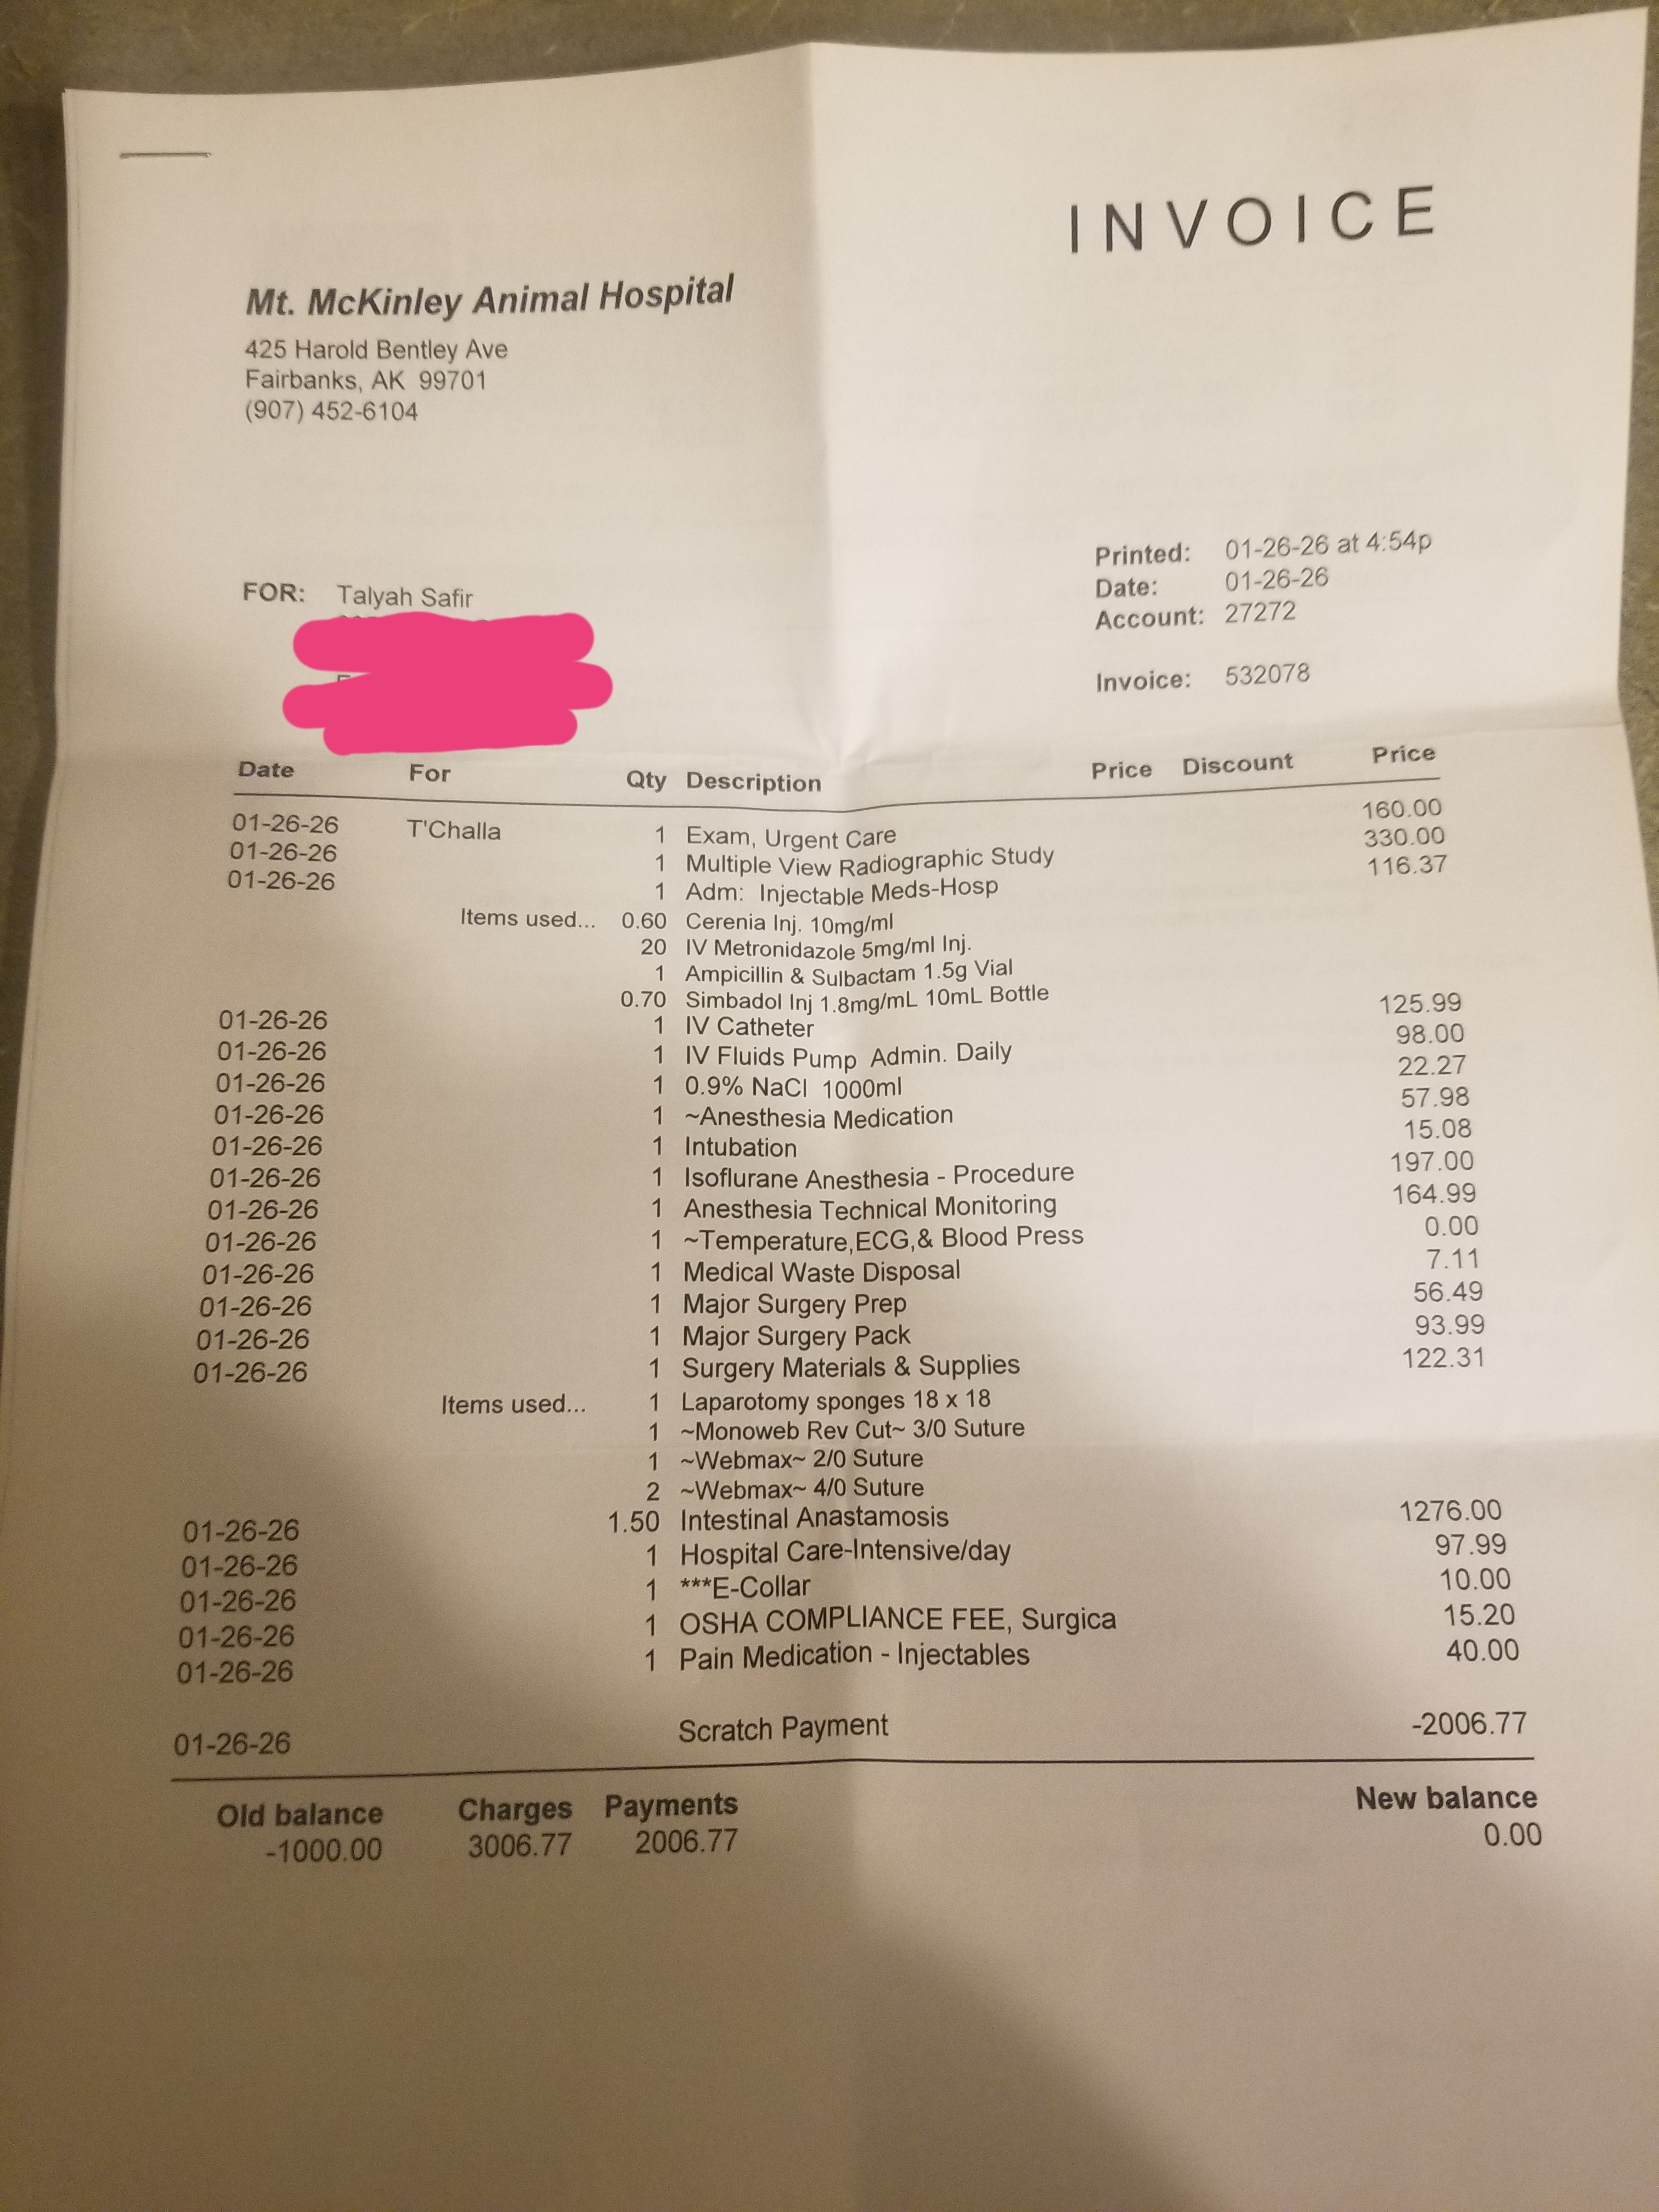 INVOICE
Mt. McKinley Animal Hospital
425 Harold Bentley Ave
Fairbanks, AK 99701
(907) 452-6104
Printed: 01-26-26 at 4:54p
Date: 01-26-26
Account: 27272
Invoice: 532078
FOR: Talyah Safir
Date For Qty Description Price Discount Price
01-26-26 T'Challa 1 Exam, Urgent Care 160.00
01-26-26 1 Multiple View Radiographic Study 330.00
01-26-26 1 Adm: Injectable Meds-Hosp 116.37
Items used... 0.60 Cerenia Inj. 10mg/ml
20 IV Metronidazole 5mg/ml Inj.
1 Ampicillin & Sulbactam 1.5g Vial
0.70 Simbadol Inj 1.8mg/mL 10mL Bottle
01-26-26 1 IV Catheter 125.99
01-26-26 1 IV Fluids Pump Admin. Daily 98.00
01-26-26 1 0.9% NaCl 1000ml 22.27
01-26-26 1 ~Anesthesia Medication 57.98
01-26-26 1 Intubation 15.08
01-26-26 1 Isoflurane Anesthesia - Procedure 197.00
01-26-26 1 Anesthesia Technical Monitoring 164.99
01-26-26 1 ~Temperature,ECG,& Blood Press 0.00
01-26-26 1 Medical Waste Disposal 7.11
01-26-26 1 Major Surgery Prep 56.49
01-26-26 1 Major Surgery Pack 93.99
01-26-26 1 Surgery Materials & Supplies 122.31
Items used... 1 Laparotomy sponges 18 x 18
1 ~Monoweb Rev Cut~ 3/0 Suture
1 ~Webmax~ 2/0 Suture
2 ~Webmax~ 4/0 Suture
01-26-26 1.50 Intestinal Anastamosis 1276.00
01-26-26 1 Hospital Care-Intensive/day 97.99
01-26-26 1 ***E-Collar 10.00
01-26-26 1 OSHA COMPLIANCE FEE, Surgica 15.20
01-26-26 1 Pain Medication - Injectables 40.00
01-26-26 Scratch Payment -2006.77
Old balance Charges Payments New balance
-1000.00 3006.77 2006.77 0.00